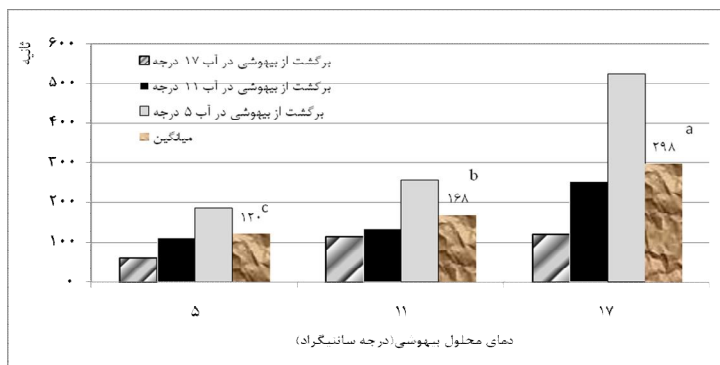 ثانیه
۶۰۰
۵۰۰
۴۰۰
۳۰۰
۲۰۰
۱۰۰
۰
برگشت از بیهوشی در آب ۱۷ درجه
برگشت از بیهوشی در آب ۱۱ درجه
برگشت از بیهوشی در آب ۵ درجه
میانگین
a
۲۹۸
b
۱۶۸
c
۱۲۰
۵ ۱۱ ۱۷
دمای محلول بیهوشی(درجه سانتیگراد)